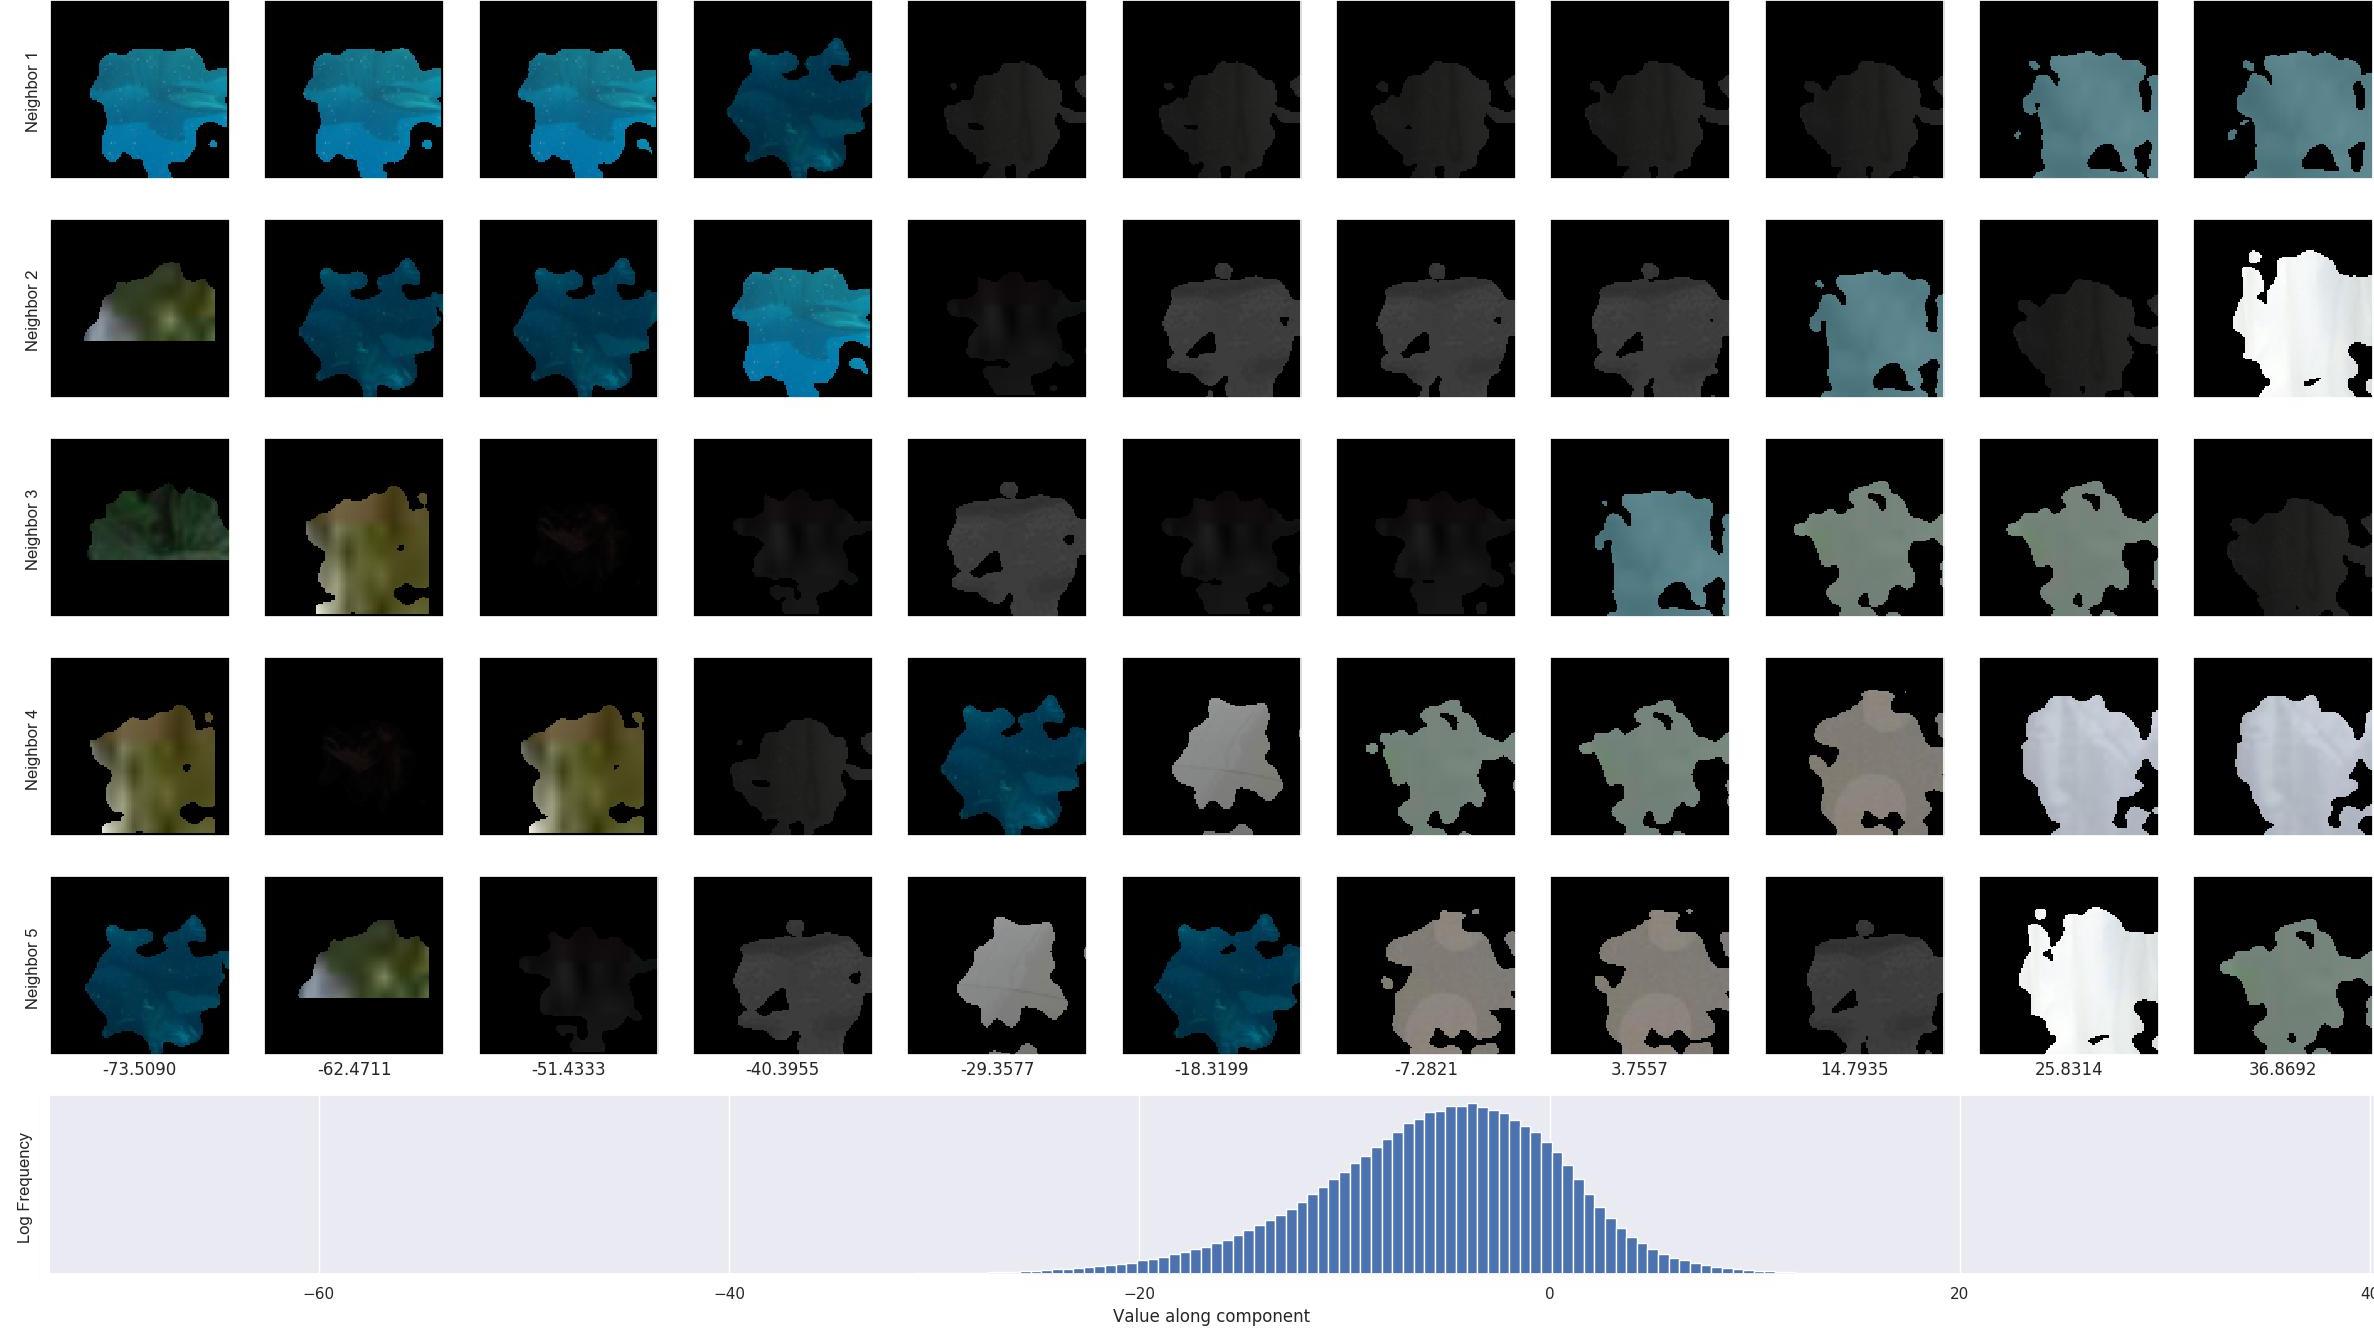 Neighbor 1
Neighbor 2
Neighbor 3
Neighbor 4
Neighbor 5
-73.5090 -62.4711 -51.4333 -40.3955 -29.3577 -18.3199 -7.2821 3.7557 14.7935 25.8314 36.8692
Log Frequency
−60 −40 −20 0 20 40
Value along component